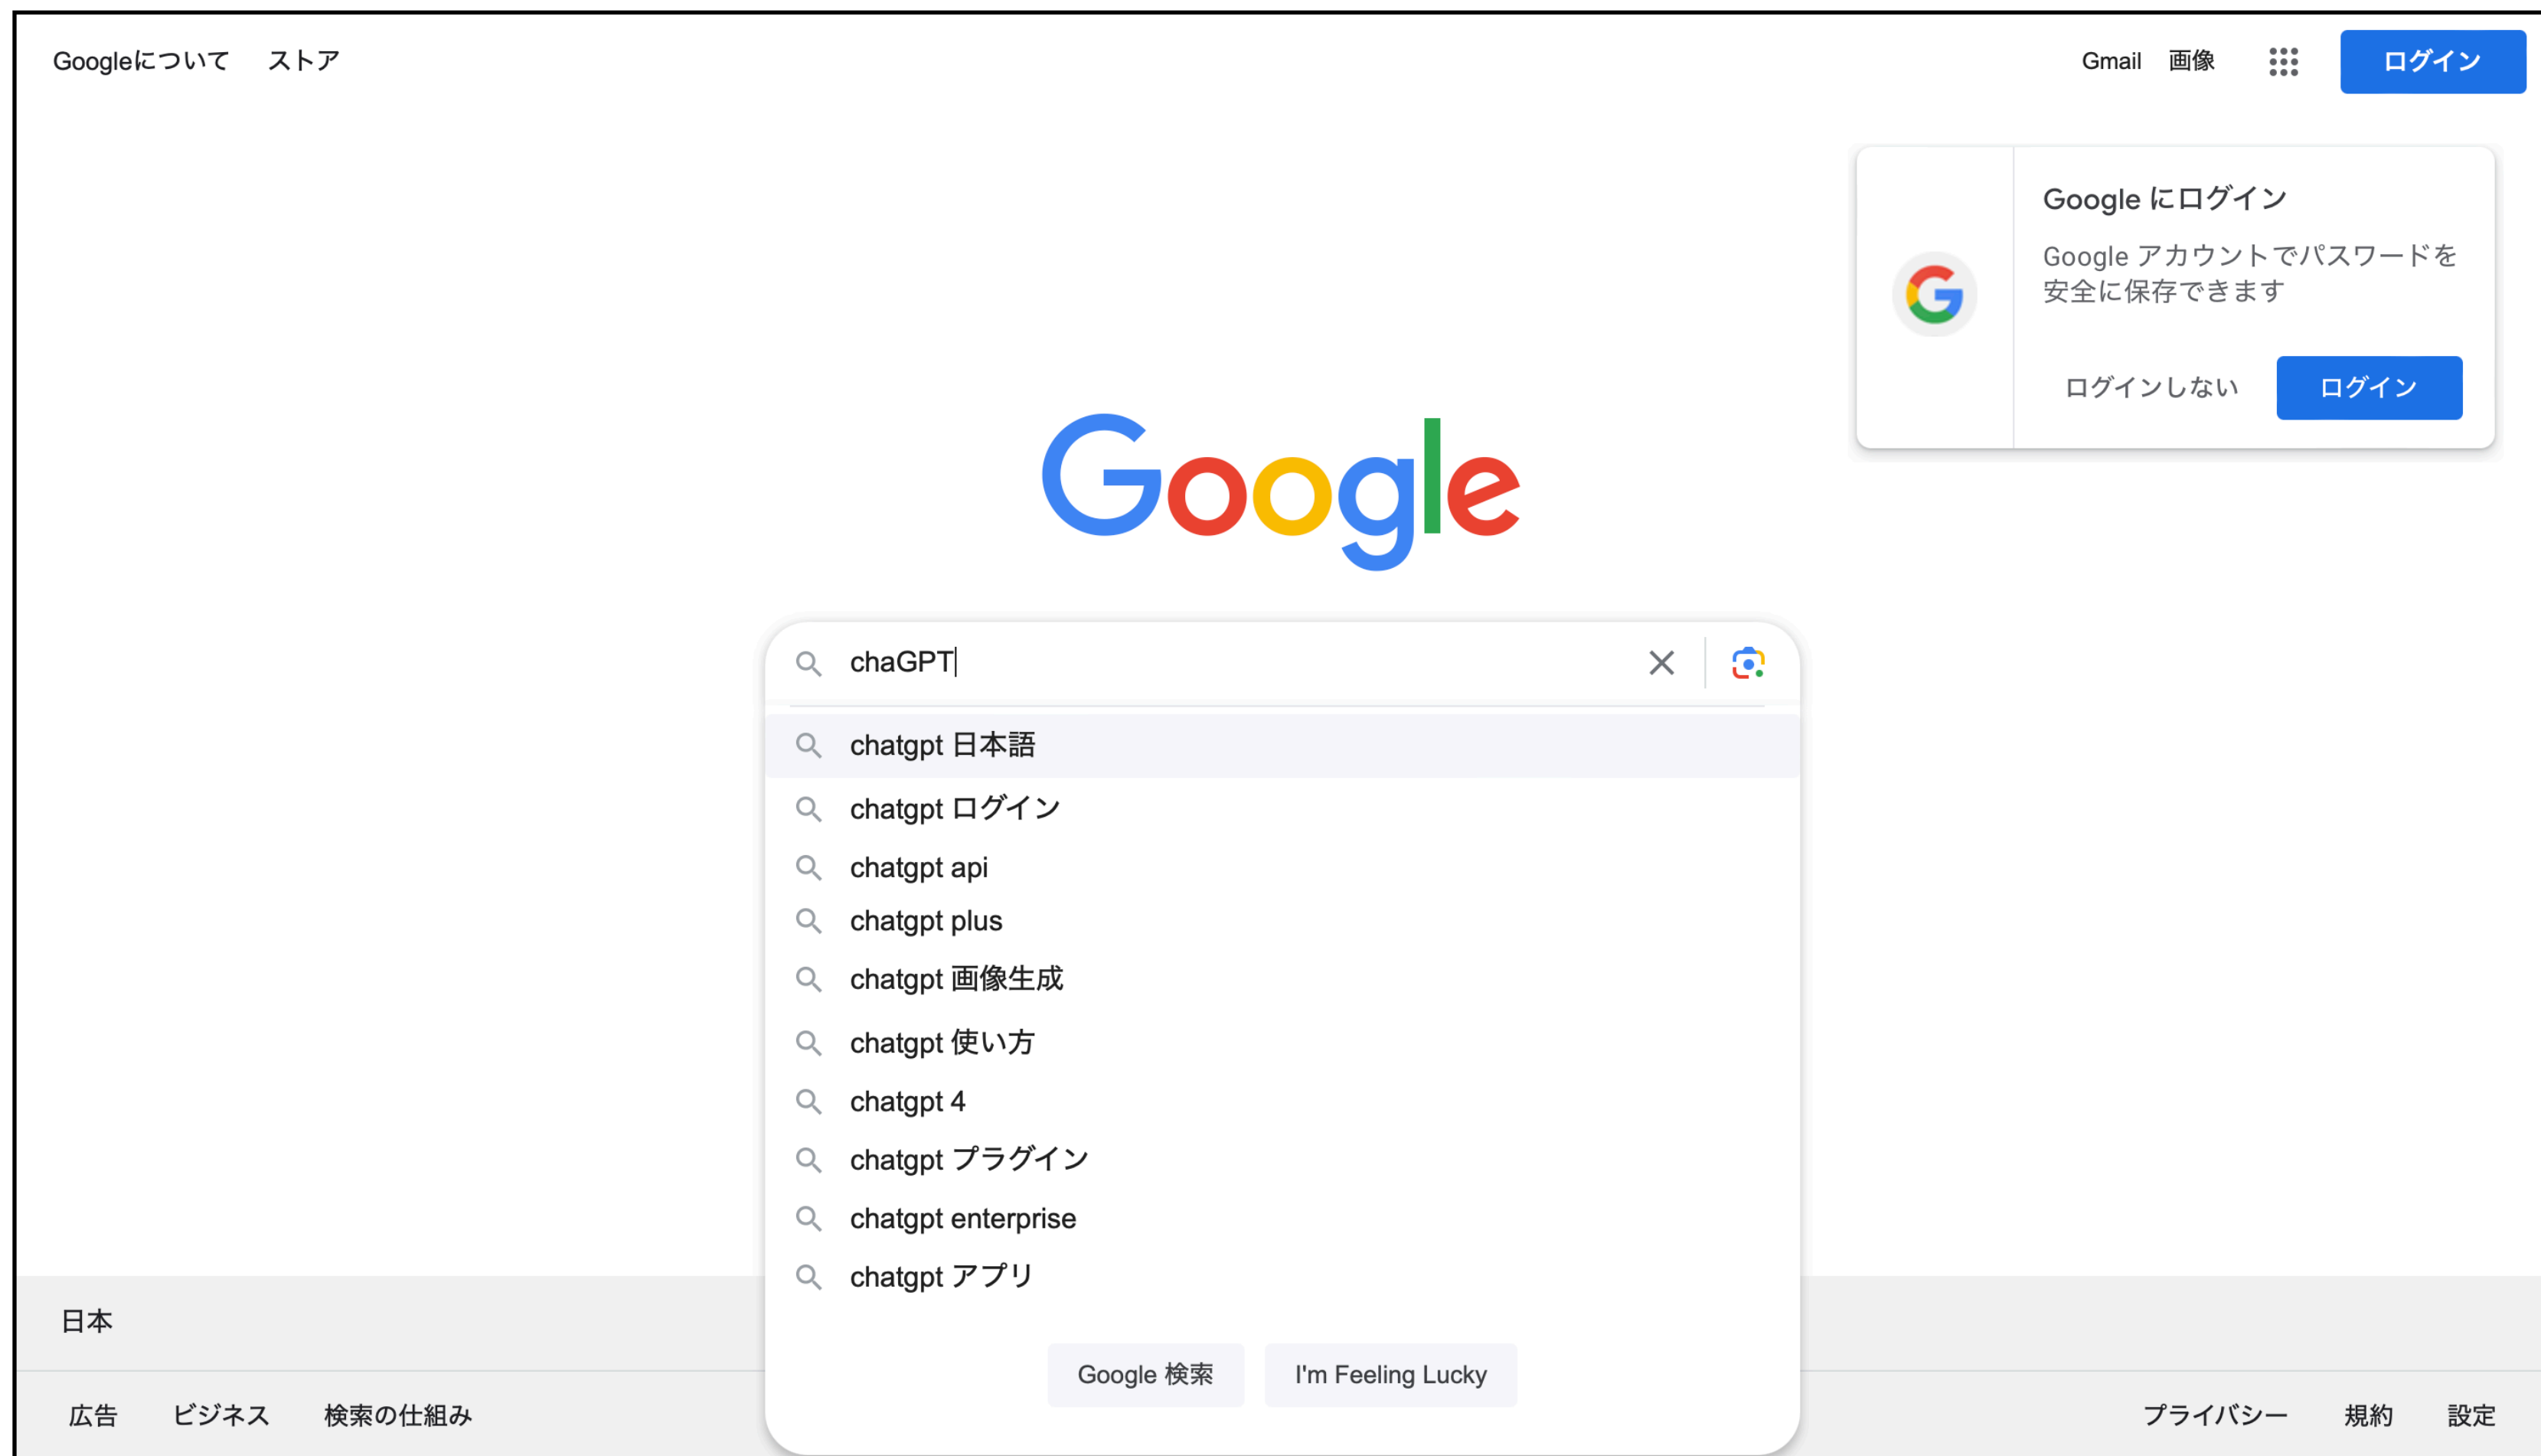 Googleについて ストア Gmail 画像 ログイン
Google にログイン
Google アカウントでパスワードを
安全に保存できます
ログインしない ログイン
Google
chaGPT
chatgpt 日本語
chatgpt ログイン
chatgpt api
chatgpt plus
chatgpt 画像生成
chatgpt 使い方
chatgpt 4
chatgpt プラグイン
chatgpt enterprise
chatgpt アプリ
Google 検索 I'm Feeling Lucky
日本
広告 ビジネス 検索の仕組み プライバシー 規約 設定